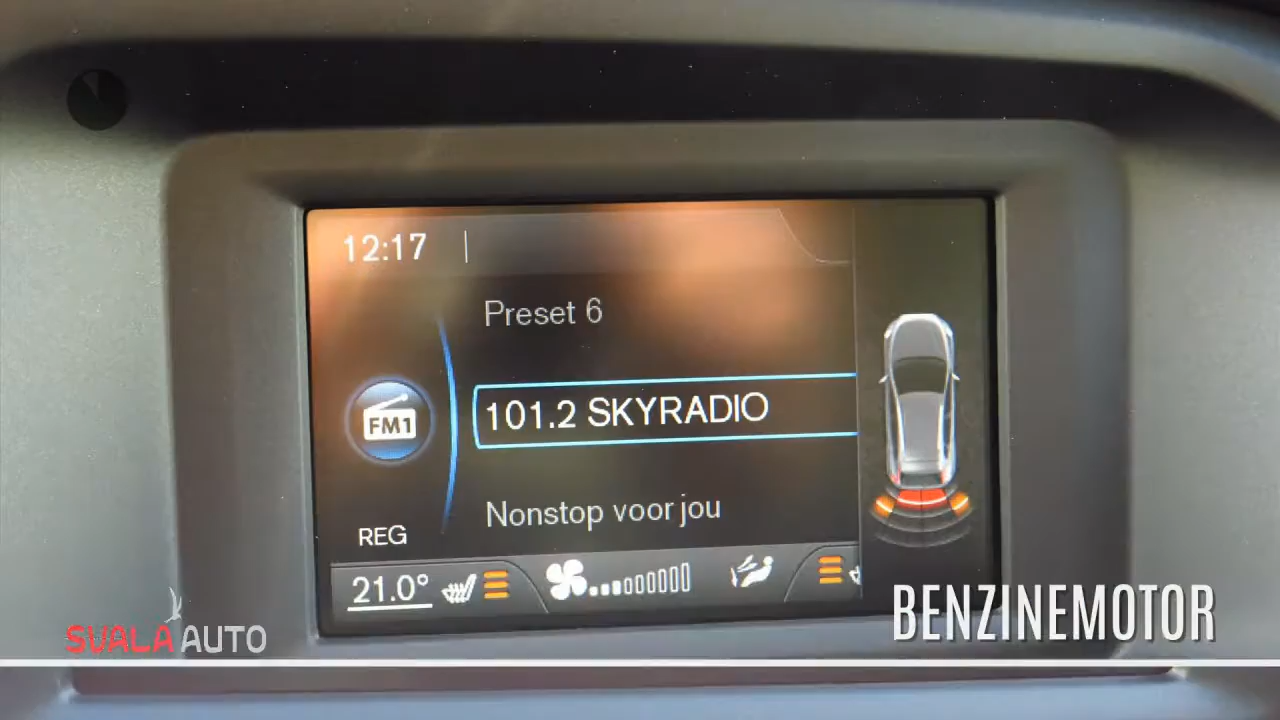 12:17
Preset 6
FM1
101.2 SKYRADIO
Nonstop voor jou
REG
21.0°
SVALA AUTO
BENZINEMOTOR